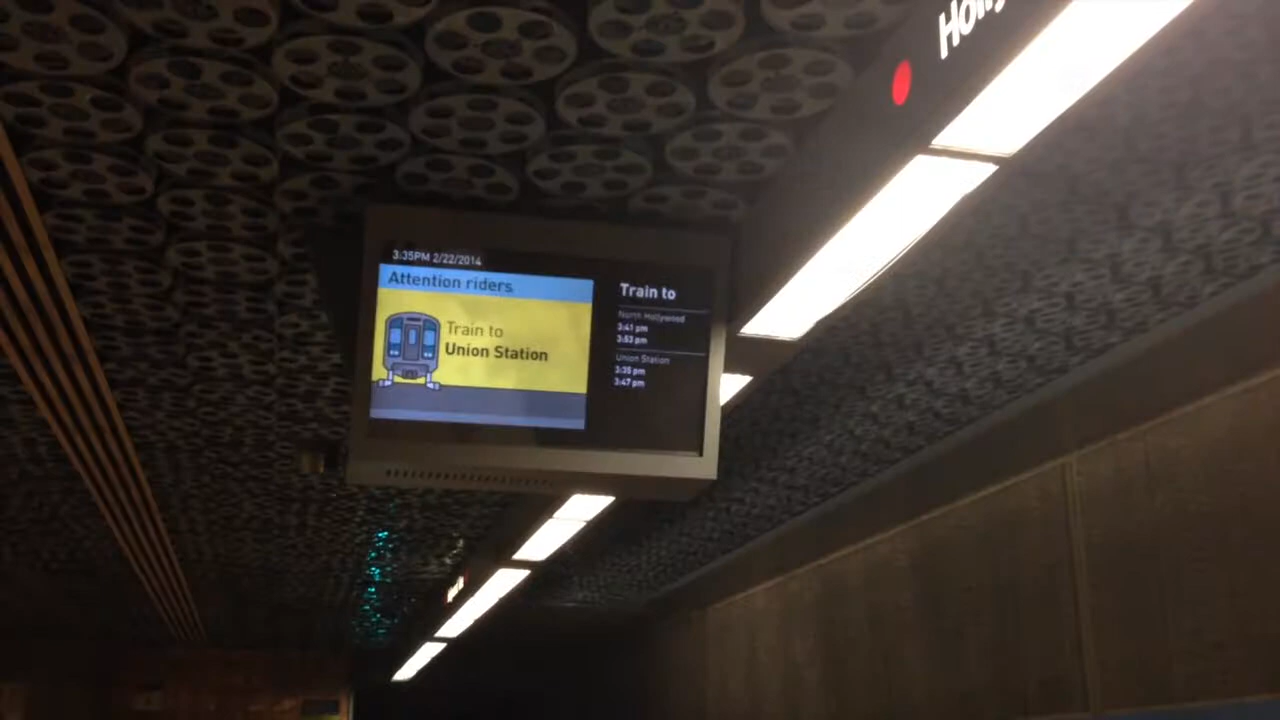 Holly
3:35PM 2/22/2014
Attention riders
Train to
Union Station
Train to
North Hollywood
3:41 pm
3:53 pm
Union Station
3:35 pm
3:47 pm